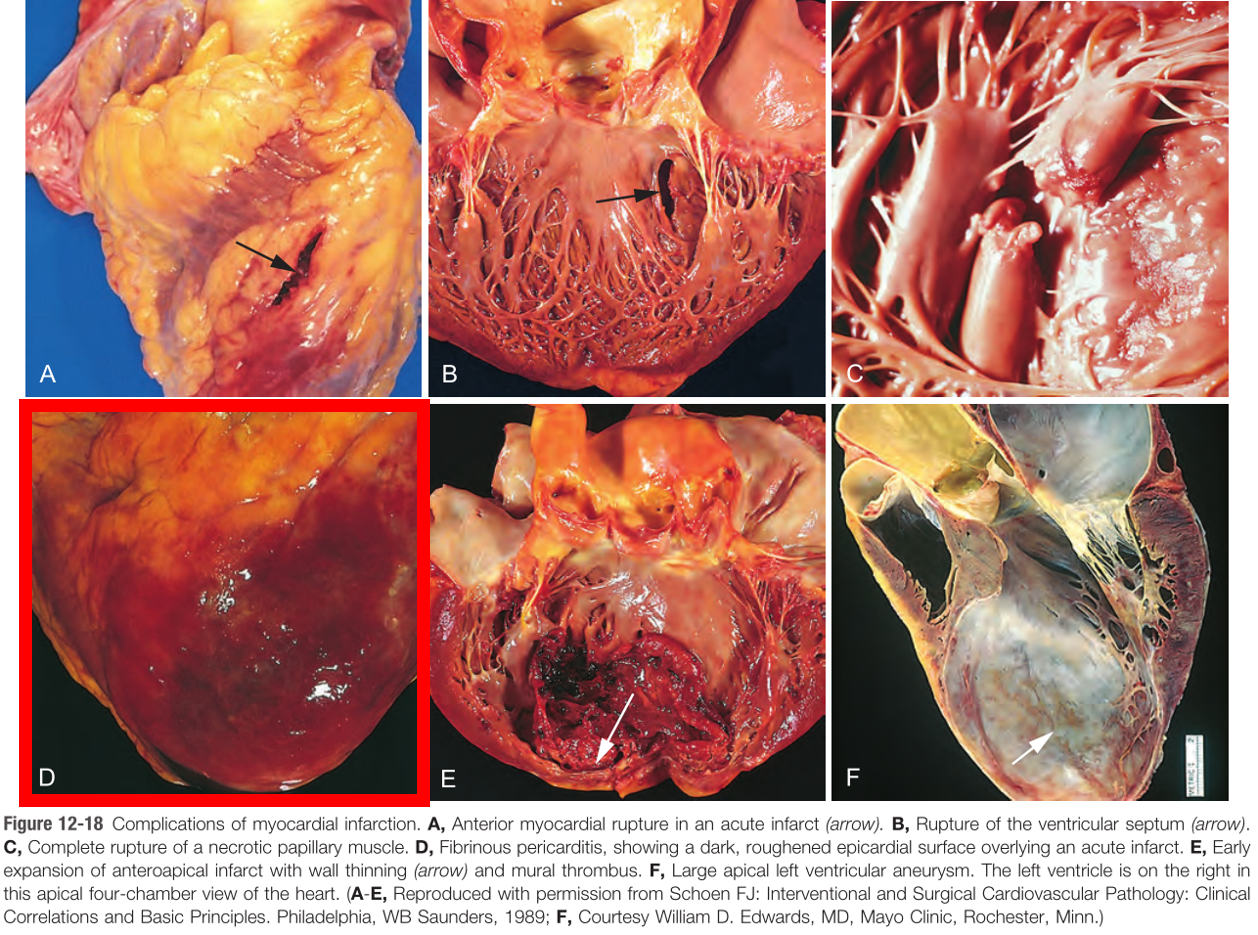 A
B
C
D
E
F
METRIC 1 2
Figure 12-18 Complications of myocardial infarction. A, Anterior myocardial rupture in an acute infarct (arrow). B, Rupture of the ventricular septum (arrow).
C, Complete rupture of a necrotic papillary muscle. D, Fibrinous pericarditis, showing a dark, roughened epicardial surface overlying an acute infarct. E, Early
expansion of anteroapical infarct with wall thinning (arrow) and mural thrombus. F, Large apical left ventricular aneurysm. The left ventricle is on the right in
this apical four-chamber view of the heart. (A-E, Reproduced with permission from Schoen FJ: Interventional and Surgical Cardiovascular Pathology: Clinical
Correlations and Basic Principles. Philadelphia, WB Saunders, 1989; F, Courtesy William D. Edwards, MD, Mayo Clinic, Rochester, Minn.)